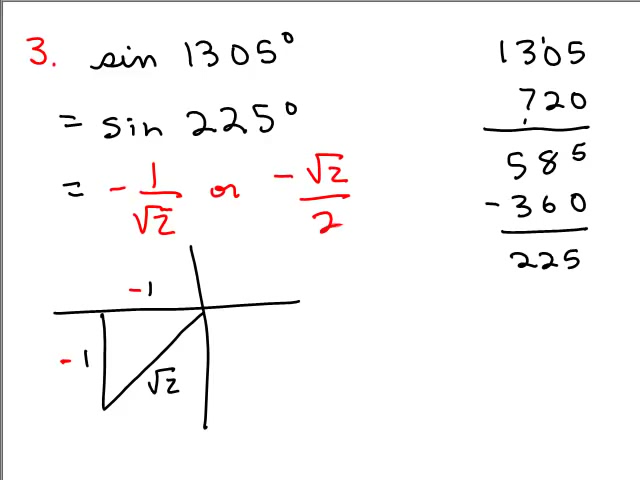 3. sin 1305°
= sin 225°
= - 1/√2 or - √2/2
-1
-1
√2
1305
720
585
-360
225